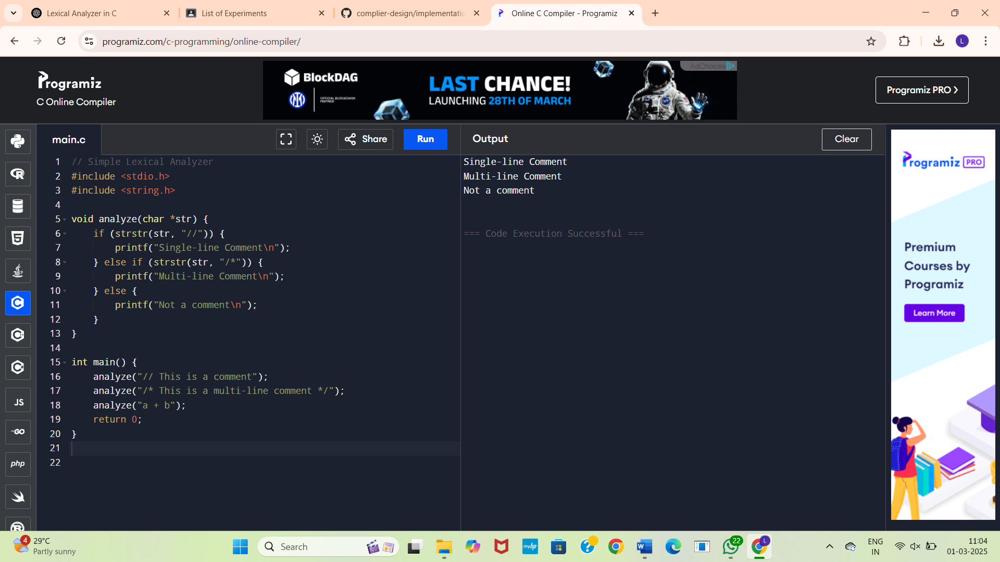 Lexical Analyzer in C
List of Experiments
complier-design/implementatio
Online C Compiler - Programiz
programiz.com/c-programming/online-compiler/
L
Programiz
C Online Compiler
BlockDAG
OFFICIAL BLOCKCHAIN
PARTNER
LAST CHANCE!
LAUNCHING 28TH OF MARCH
AdChoices
Programiz PRO
main.c
Share
Run
Output
Clear
1 // Simple Lexical Analyzer
2 #include <stdio.h>
3 #include <string.h>
4
5 void analyze(char *str) {
6     if (strstr(str, "//")) {
7         printf("Single-line Comment\n");
8     } else if (strstr(str, "/*")) {
9         printf("Multi-line Comment\n");
10     } else {
11         printf("Not a comment\n");
12     }
13 }
14
15 int main() {
16     analyze("// This is a comment");
17     analyze("/* This is a multi-line comment */");
18     analyze("a + b");
19     return 0;
20 }
21
22
Single-line Comment
Multi-line Comment
Not a comment
=== Code Execution Successful ===
JS
GO
php
Programiz PRO
Premium
Courses by
Programiz
Learn More
4
29°C
Partly sunny
Search
myhp
W
22
L
ENG
IN
11:04
01-03-2025